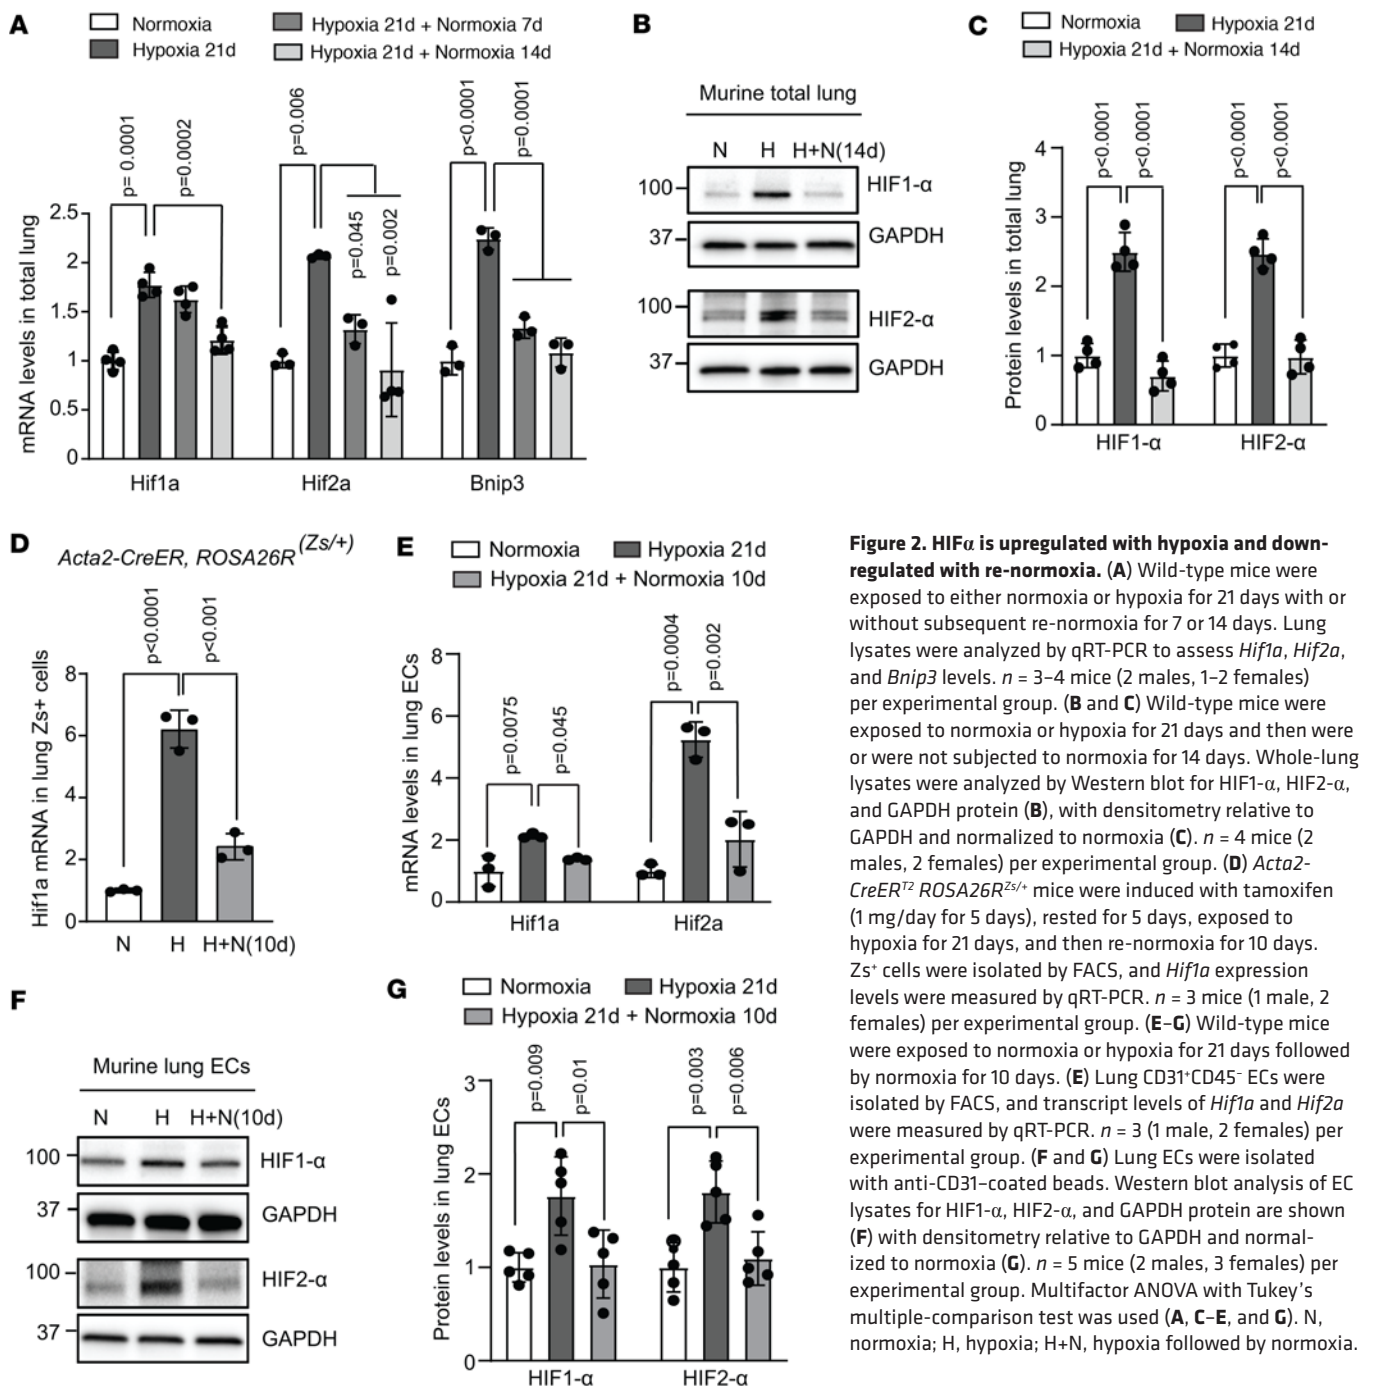 A
Normoxia
Hypoxia 21d
Hypoxia 21d + Normoxia 7d
Hypoxia 21d + Normoxia 14d
mRNA levels in total lung
2.5
2
1.5
1
0.5
0
p= 0.0001
p=0.0002
p=0.006
p=0.045
p=0.002
p<0.0001
p=0.0001
Hif1a
Hif2a
Bnip3
B
Murine total lung
N H H+N(14d)
100
HIF1-α
37
GAPDH
100
HIF2-α
37
GAPDH
C
Normoxia
Hypoxia 21d
Hypoxia 21d + Normoxia 14d
Protein levels in totlal lung
4
3
2
1
0
p<0.0001
p<0.0001
p<0.0001
p<0.0001
HIF1-α
HIF2-α
D
Acta2-CreER, ROSA26R(Zs/+)
Hif1a mRNA in lung Zs+ cells
8
6
4
2
0
p<0.0001
p<0.001
N H H+N(10d)
E
Normoxia
Hypoxia 21d
Hypoxia 21d + Normoxia 10d
mRNA levels in lung ECs
8
6
4
2
0
p=0.0075
p=0.045
p=0.0004
p=0.002
Hif1a
Hif2a
F
Murine lung ECs
N H H+N(10d)
100
HIF1-α
37
GAPDH
100
HIF2-α
37
GAPDH
G
Normoxia
Hypoxia 21d
Hypoxia 21d + Normoxia 10d
Protein levels in lung ECs
3
2
1
0
p=0.009
p=0.01
p=0.003
p=0.006
HIF1-α
HIF2-α
Figure 2. HIFα is upregulated with hypoxia and down-
regulated with re-normoxia. (A) Wild-type mice were
exposed to either normoxia or hypoxia for 21 days with or
without subsequent re-normoxia for 7 or 14 days. Lung
lysates were analyzed by qRT-PCR to assess Hif1a, Hif2a,
and Bnip3 levels. n = 3–4 mice (2 males, 1–2 females)
per experimental group. (B and C) Wild-type mice were
exposed to normoxia or hypoxia for 21 days and then were
or were not subjected to normoxia for 14 days. Whole-lung
lysates were analyzed by Western blot for HIF1-α, HIF2-α,
and GAPDH protein (B), with densitometry relative to
GAPDH and normalized to normoxia (C). n = 4 mice (2
males, 2 females) per experimental group. (D) Acta2-
CreERT2 ROSA26RZs/+ mice were induced with tamoxifen
(1 mg/day for 5 days), rested for 5 days, exposed to
hypoxia for 21 days, and then re-normoxia for 10 days.
Zs+ cells were isolated by FACS, and Hif1a expression
levels were measured by qRT-PCR. n = 3 mice (1 male, 2
females) per experimental group. (E–G) Wild-type mice
were exposed to normoxia or hypoxia for 21 days followed
by normoxia for 10 days. (E) Lung CD31+CD45- ECs were
isolated by FACS, and transcript levels of Hif1a and Hif2a
were measured by qRT-PCR. n = 3 (1 male, 2 females) per
experimental group. (F and G) Lung ECs were isolated
with anti-CD31–coated beads. Western blot analysis of EC
lysates for HIF1-α, HIF2-α, and GAPDH protein are shown
(F) with densitometry relative to GAPDH and normal-
ized to normoxia (G). n = 5 mice (2 males, 3 females) per
experimental group. Multifactor ANOVA with Tukey's
multiple-comparison test was used (A, C–E, and G). N,
normoxia; H, hypoxia; H+N, hypoxia followed by normoxia.